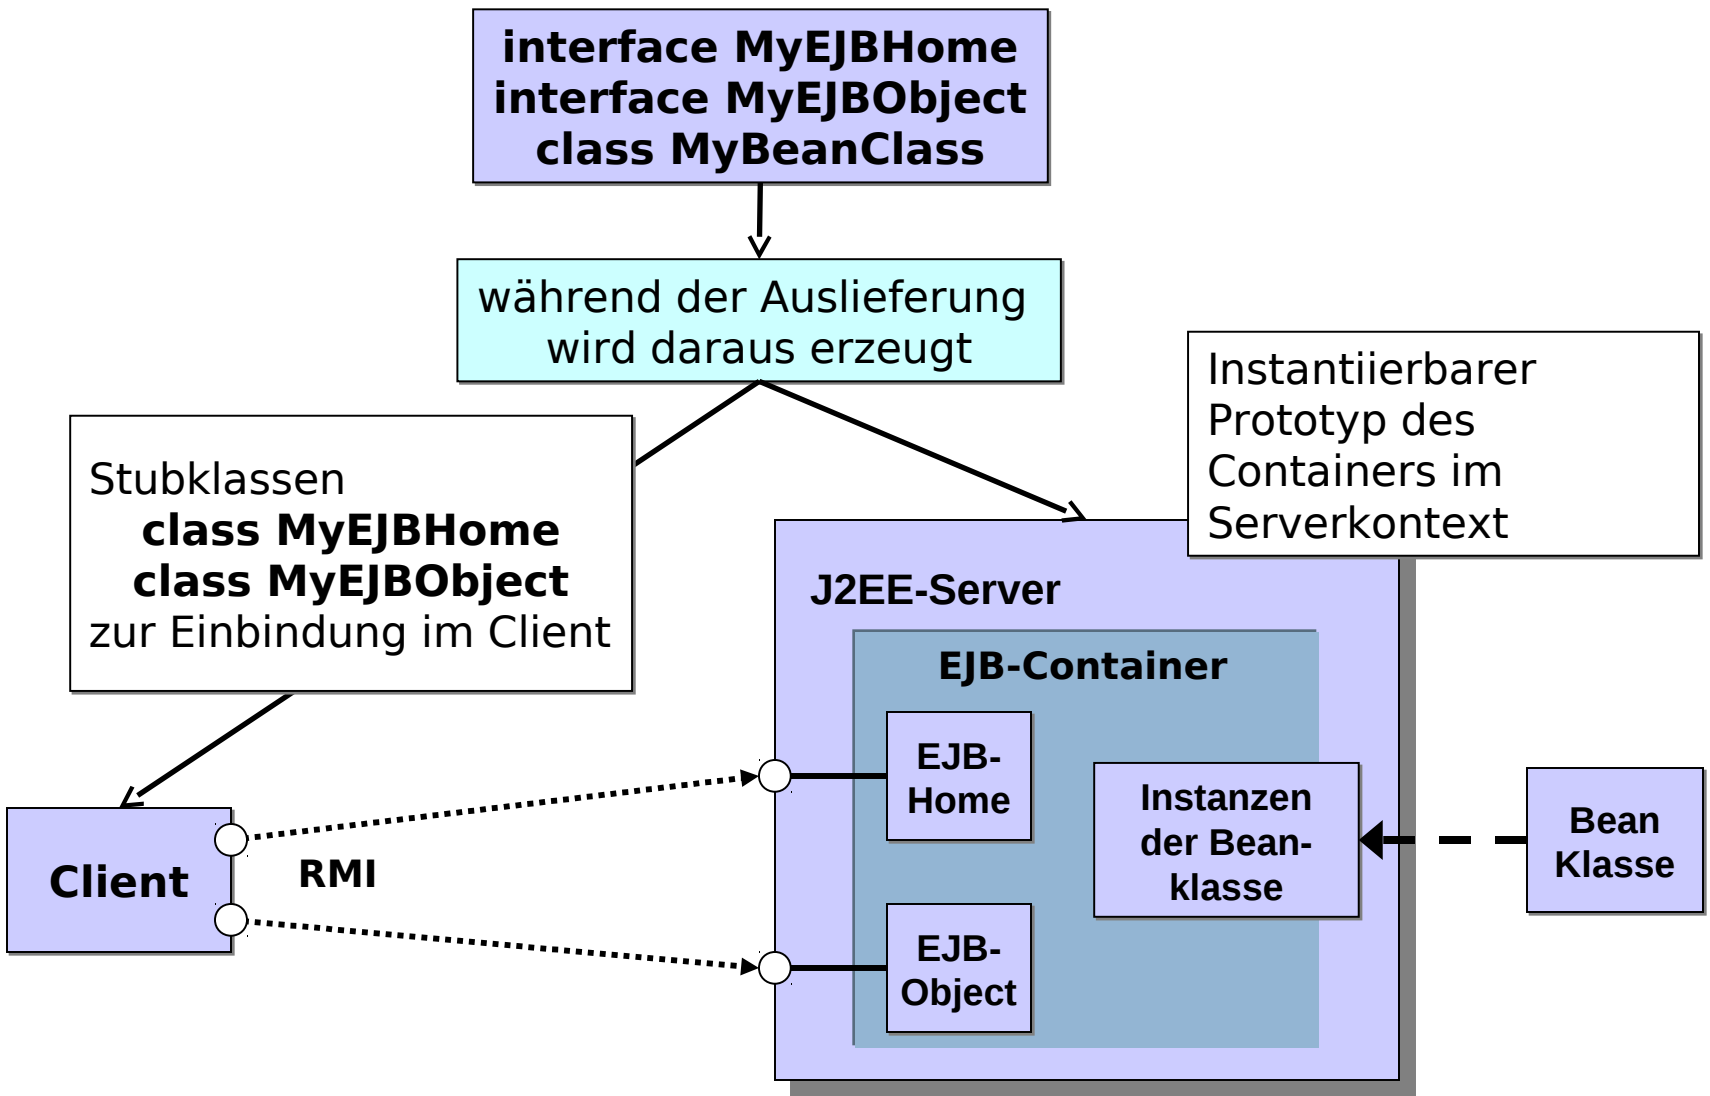 interface MyEJBHome
interface MyEJBObject
class MyBeanClass
während der Auslieferung
wird daraus erzeugt
Instantiierbarer
Prototyp des
Containers im
Serverkontext
Stubklassen
class MyEJBHome
class MyEJBObject
zur Einbindung im Client
J2EE-Server
EJB-Container
EJB-
Home
Instanzen
der Bean-
klasse
Bean
Klasse
Client
RMI
EJB-
Object